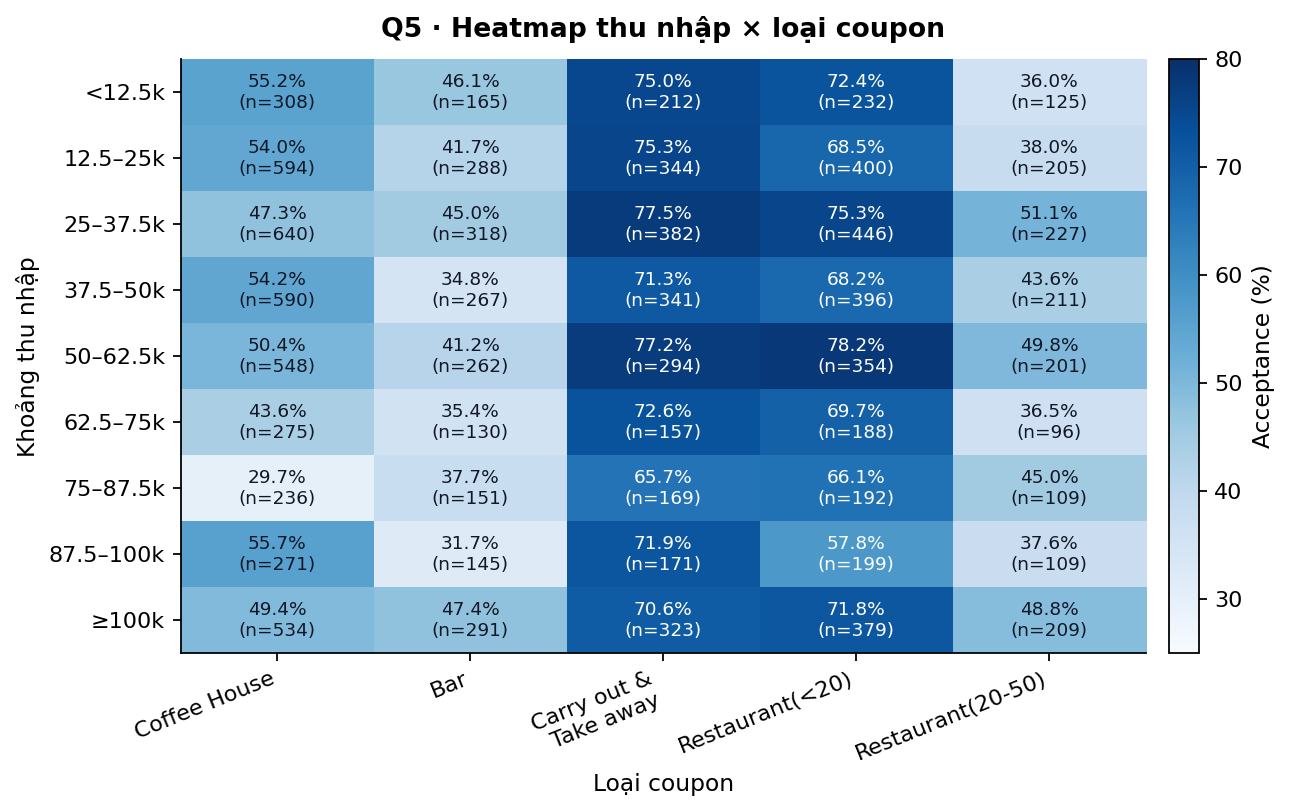 Q5 · Heatmap thu nhập × loại coupon
Khoảng thu nhập
<12.5k
55.2%
(n=308)
46.1%
(n=165)
75.0%
(n=212)
72.4%
(n=232)
36.0%
(n=125)
12.5–25k
54.0%
(n=594)
41.7%
(n=288)
75.3%
(n=344)
68.5%
(n=400)
38.0%
(n=205)
25–37.5k
47.3%
(n=640)
45.0%
(n=318)
77.5%
(n=382)
75.3%
(n=446)
51.1%
(n=227)
37.5–50k
54.2%
(n=590)
34.8%
(n=267)
71.3%
(n=341)
68.2%
(n=396)
43.6%
(n=211)
50–62.5k
50.4%
(n=548)
41.2%
(n=262)
77.2%
(n=294)
78.2%
(n=354)
49.8%
(n=201)
62.5–75k
43.6%
(n=275)
35.4%
(n=130)
72.6%
(n=157)
69.7%
(n=188)
36.5%
(n=96)
75–87.5k
29.7%
(n=236)
37.7%
(n=151)
65.7%
(n=169)
66.1%
(n=192)
45.0%
(n=109)
87.5–100k
55.7%
(n=271)
31.7%
(n=145)
71.9%
(n=171)
57.8%
(n=199)
37.6%
(n=109)
≥100k
49.4%
(n=534)
47.4%
(n=291)
70.6%
(n=323)
71.8%
(n=379)
48.8%
(n=209)
Coffee House
Bar
Carry out &
Take away
Restaurant(<20)
Restaurant(20-50)
Loại coupon
80
70
60
50
40
30
Acceptance (%)